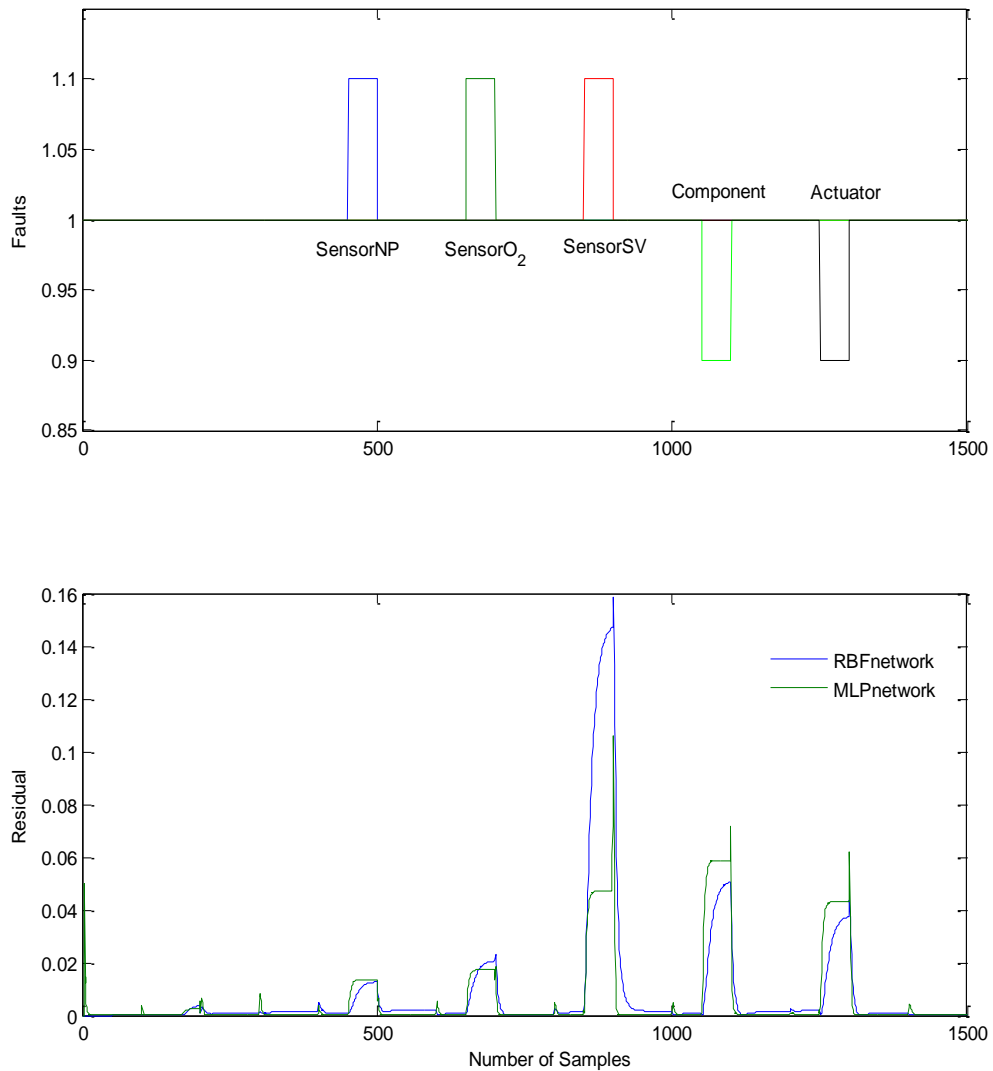 1.1
1.05
1
0.95
0.9
0.85
Faults
Component
Actuator
SensorNP
SensorO2
SensorSV
0
500
1000
1500
0.16
0.14
0.12
0.1
0.08
0.06
0.04
0.02
0
Residual
RBFnetwork
MLPnetwork
0
500
1000
1500
Number of Samples